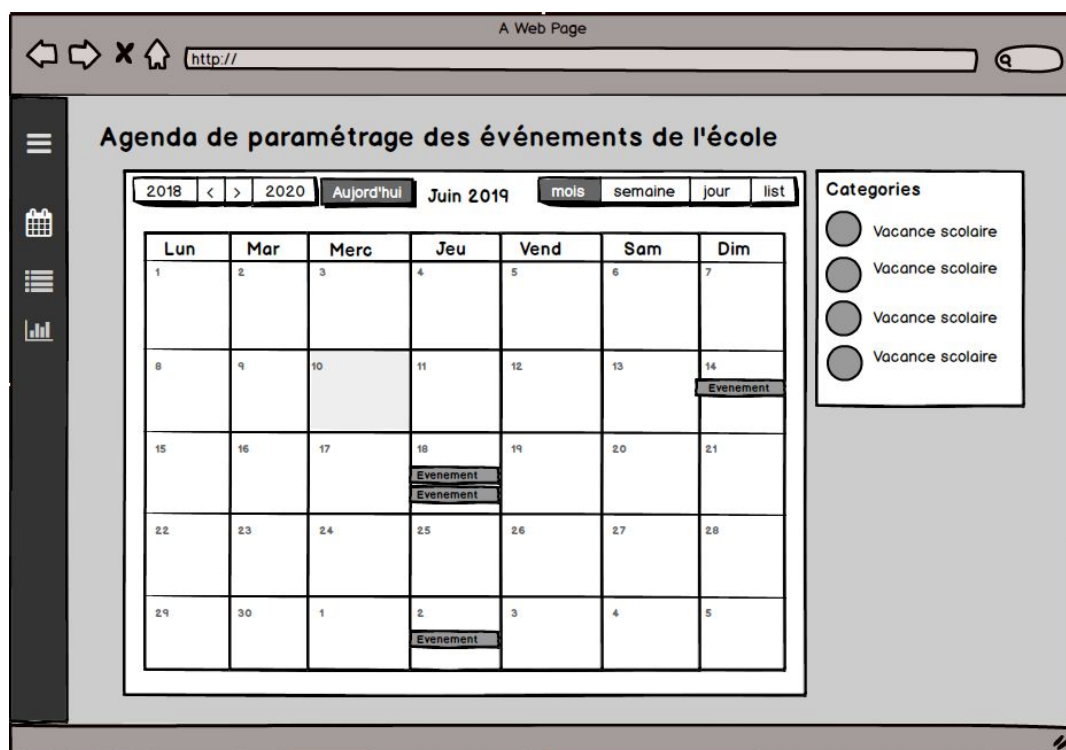 A Web Page
http://
Agenda de paramétrage des événements de l'école
2018 < > 2020 Aujord'hui Juin 2019 mois semaine jour list
Lun Mar Merc Jeu Vend Sam Dim
1 2 3 4 5 6 7
8 9 10 11 12 13 14
Evenement
15 16 17 18 19 20 21
Evenement
Evenement
22 23 24 25 26 27 28
29 30 1 2 3 4 5
Evenement
Categories
Vacance scolaire
Vacance scolaire
Vacance scolaire
Vacance scolaire